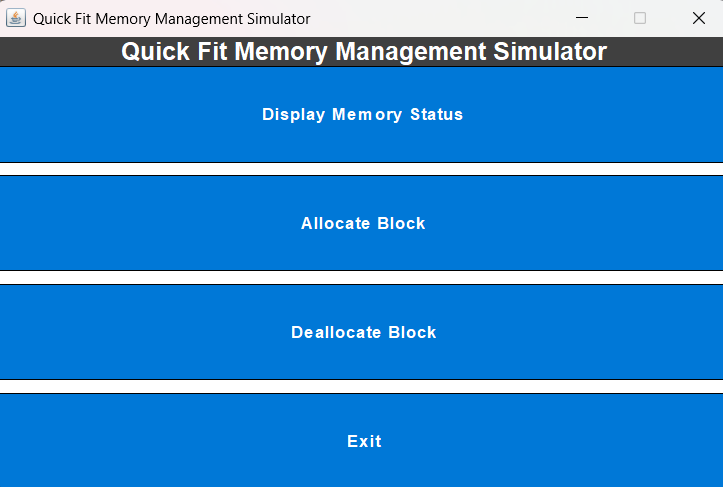 Quick Fit Memory Management Simulator
Quick Fit Memory Management Simulator
Display Memory Status
Allocate Block
Deallocate Block
Exit